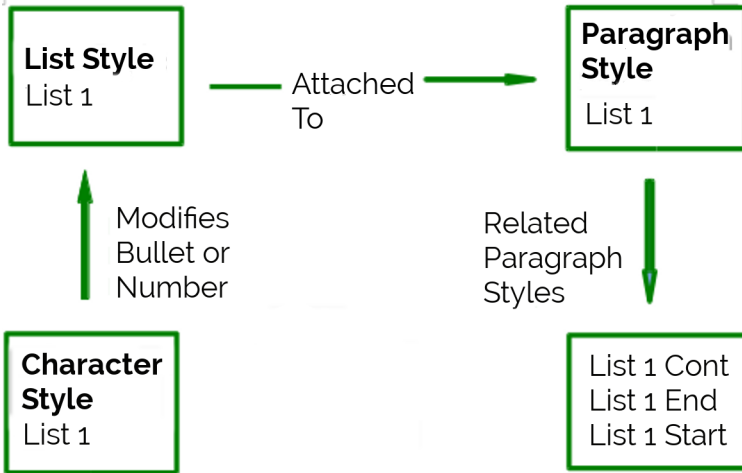 List Style
List 1
Attached
To
Paragraph
Style
List 1
Modifies
Bullet or
Number
Related
Paragraph
Styles
Character
Style
List 1
List 1 Cont
List 1 End
List 1 Start